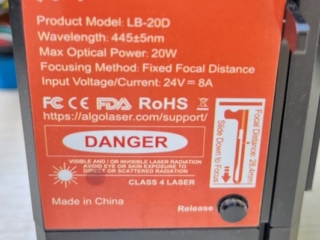 Product Model: LB-20D
Wavelength: 445±5nm
Max Optical Power: 20W
Focusing Method: Fixed Focal Distance
Input Voltage/Current: 24V⎓8A
FC CE FDA RoHS
https://algolaser.com/support/
DANGER
VISIBLE AND / OR INVISIBLE LASER RADIATION
AVOID EYE OR SKIN EXPOSURE TO
DIRECT OR SCATTERED RADIATION
CLASS 4 LASER
Made in China
Release
Focal Distance: 26.4mm
Slide Down to Focus